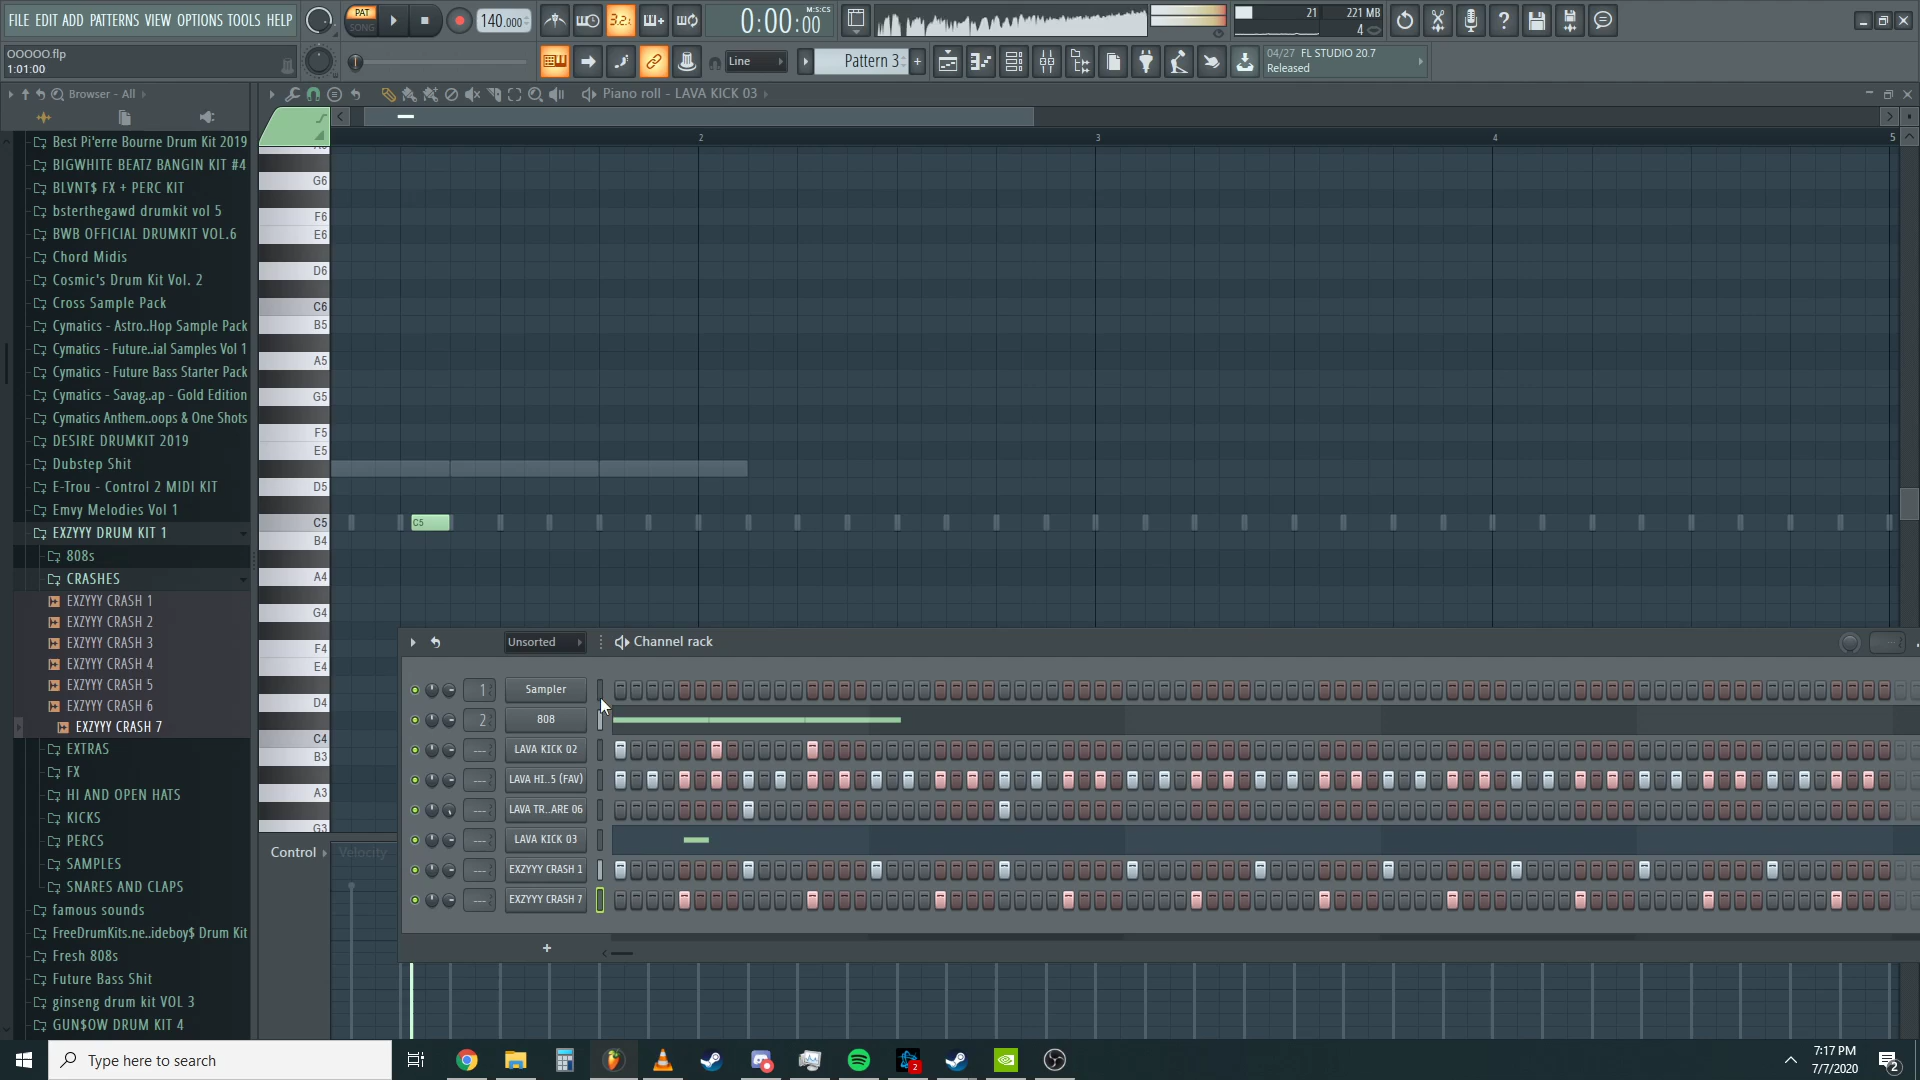 FILE EDIT ADD PATTERNS VIEW OPTIONS TOOLS HELP
PAT
SONG
140.000
3.2.
0:00:00
M:S:CS
21
221 MB
4
OOOOO.flp
1:01:00
Line
Pattern 3
04/27 FL STUDIO 20.7
Released
Browser - All
Piano roll - LAVA KICK 03
2
3
4
5
Best Pi'erre Bourne Drum Kit 2019
BIGWHITE BEATZ BANGIN KIT #4
BLVNT$ FX + PERC KIT
bsterthegawd drumkit vol 5
BWB OFFICIAL DRUMKIT VOL.6
Chord Midis
Cosmic's Drum Kit Vol. 2
Cross Sample Pack
Cymatics - Astro..Hop Sample Pack
Cymatics - Future..ial Samples Vol 1
Cymatics - Future Bass Starter Pack
Cymatics - Savag..ap - Gold Edition
Cymatics Anthem..oops & One Shots
DESIRE DRUMKIT 2019
Dubstep Shit
E-Trou - Control 2 MIDI KIT
Emvy Melodies Vol 1
EXZYYY DRUM KIT 1
808s
CRASHES
EXZYYY CRASH 1
EXZYYY CRASH 2
EXZYYY CRASH 3
EXZYYY CRASH 4
EXZYYY CRASH 5
EXZYYY CRASH 6
EXZYYY CRASH 7
EXTRAS
FX
HI AND OPEN HATS
KICKS
PERCS
SAMPLES
SNARES AND CLAPS
famous sounds
FreeDrumKits.ne..ideboy$ Drum Kit
Fresh 808s
Future Bass Shit
ginseng drum kit VOL 3
GUN$OW DRUM KIT 4
G6
F6
E6
D6
C6
B5
A5
G5
F5
E5
D5
C5
B4
A4
G4
F4
E4
D4
C4
B3
A3
G3
C5
Control
Velocity
Unsorted
Channel rack
1
Sampler
2
808
---
LAVA KICK 02
---
LAVA HI..5 (FAV)
---
LAVA TR..ARE 06
---
LAVA KICK 03
---
EXZYYY CRASH 1
---
EXZYYY CRASH 7
+
Type here to search
2
7:17 PM
7/7/2020
2